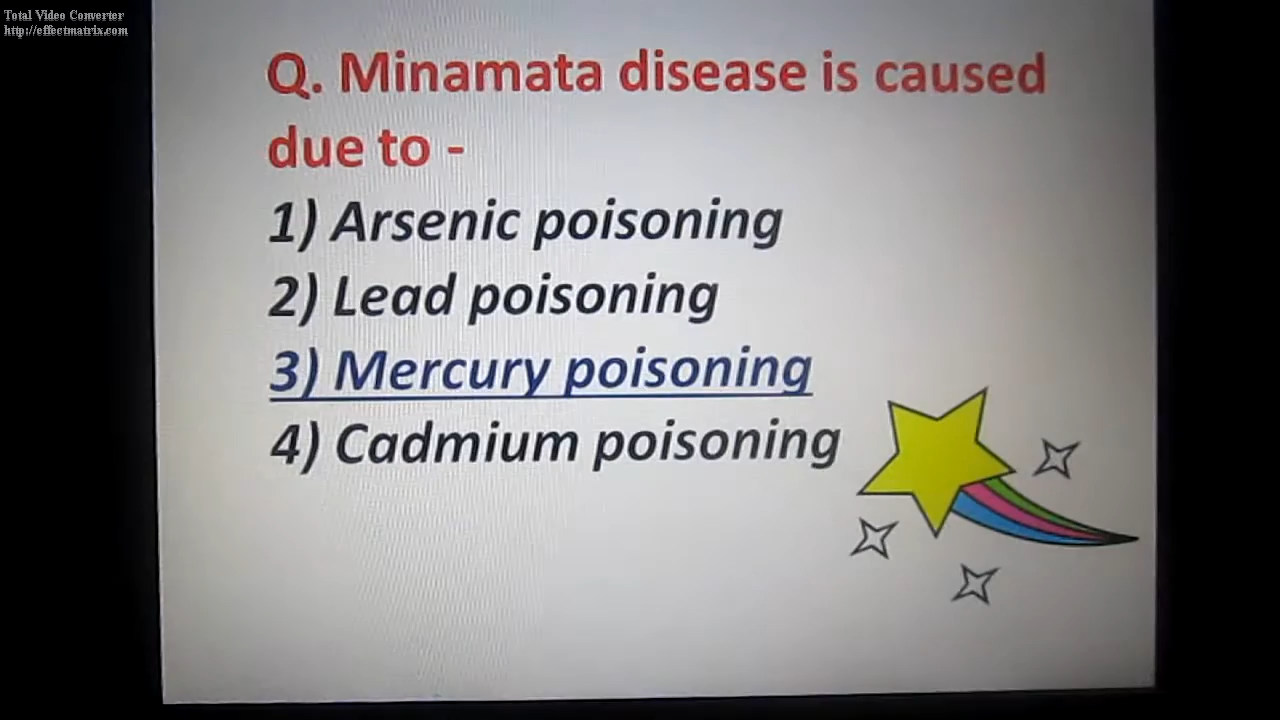 Total Video Converter
http://effectmatrix.com
Q. Minamata disease is caused
due to -
1) Arsenic poisoning
2) Lead poisoning
3) Mercury poisoning
4) Cadmium poisoning